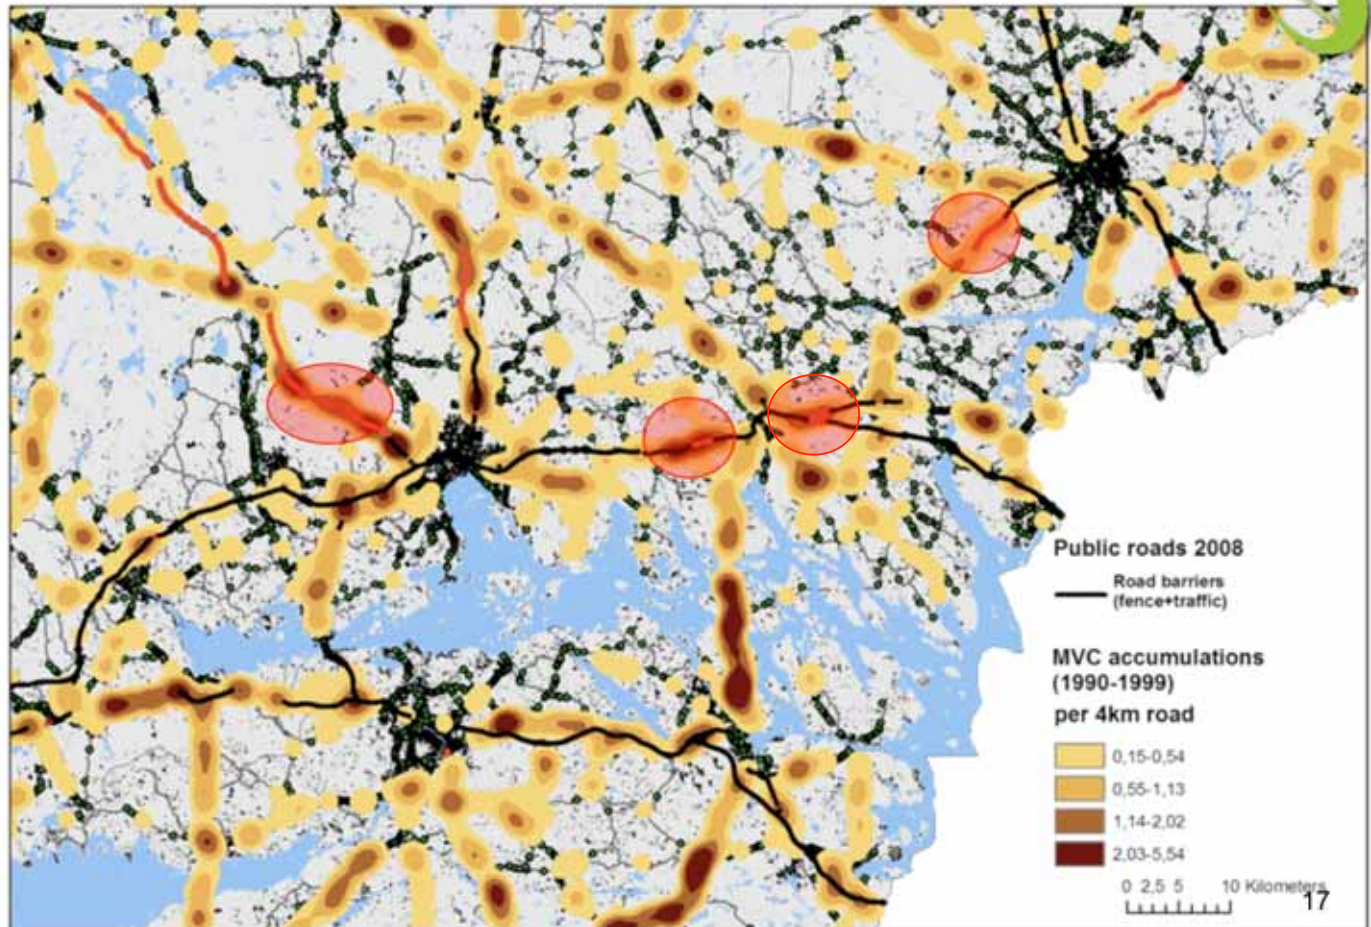 Public roads 2008
Road barriers
(fence+traffic)
MVC accumulations
(1990-1999)
per 4km road
0,15-0,54
0,55-1,13
1,14-2,02
2,03-5,54
0 2,5 5 10 Kilometers
17